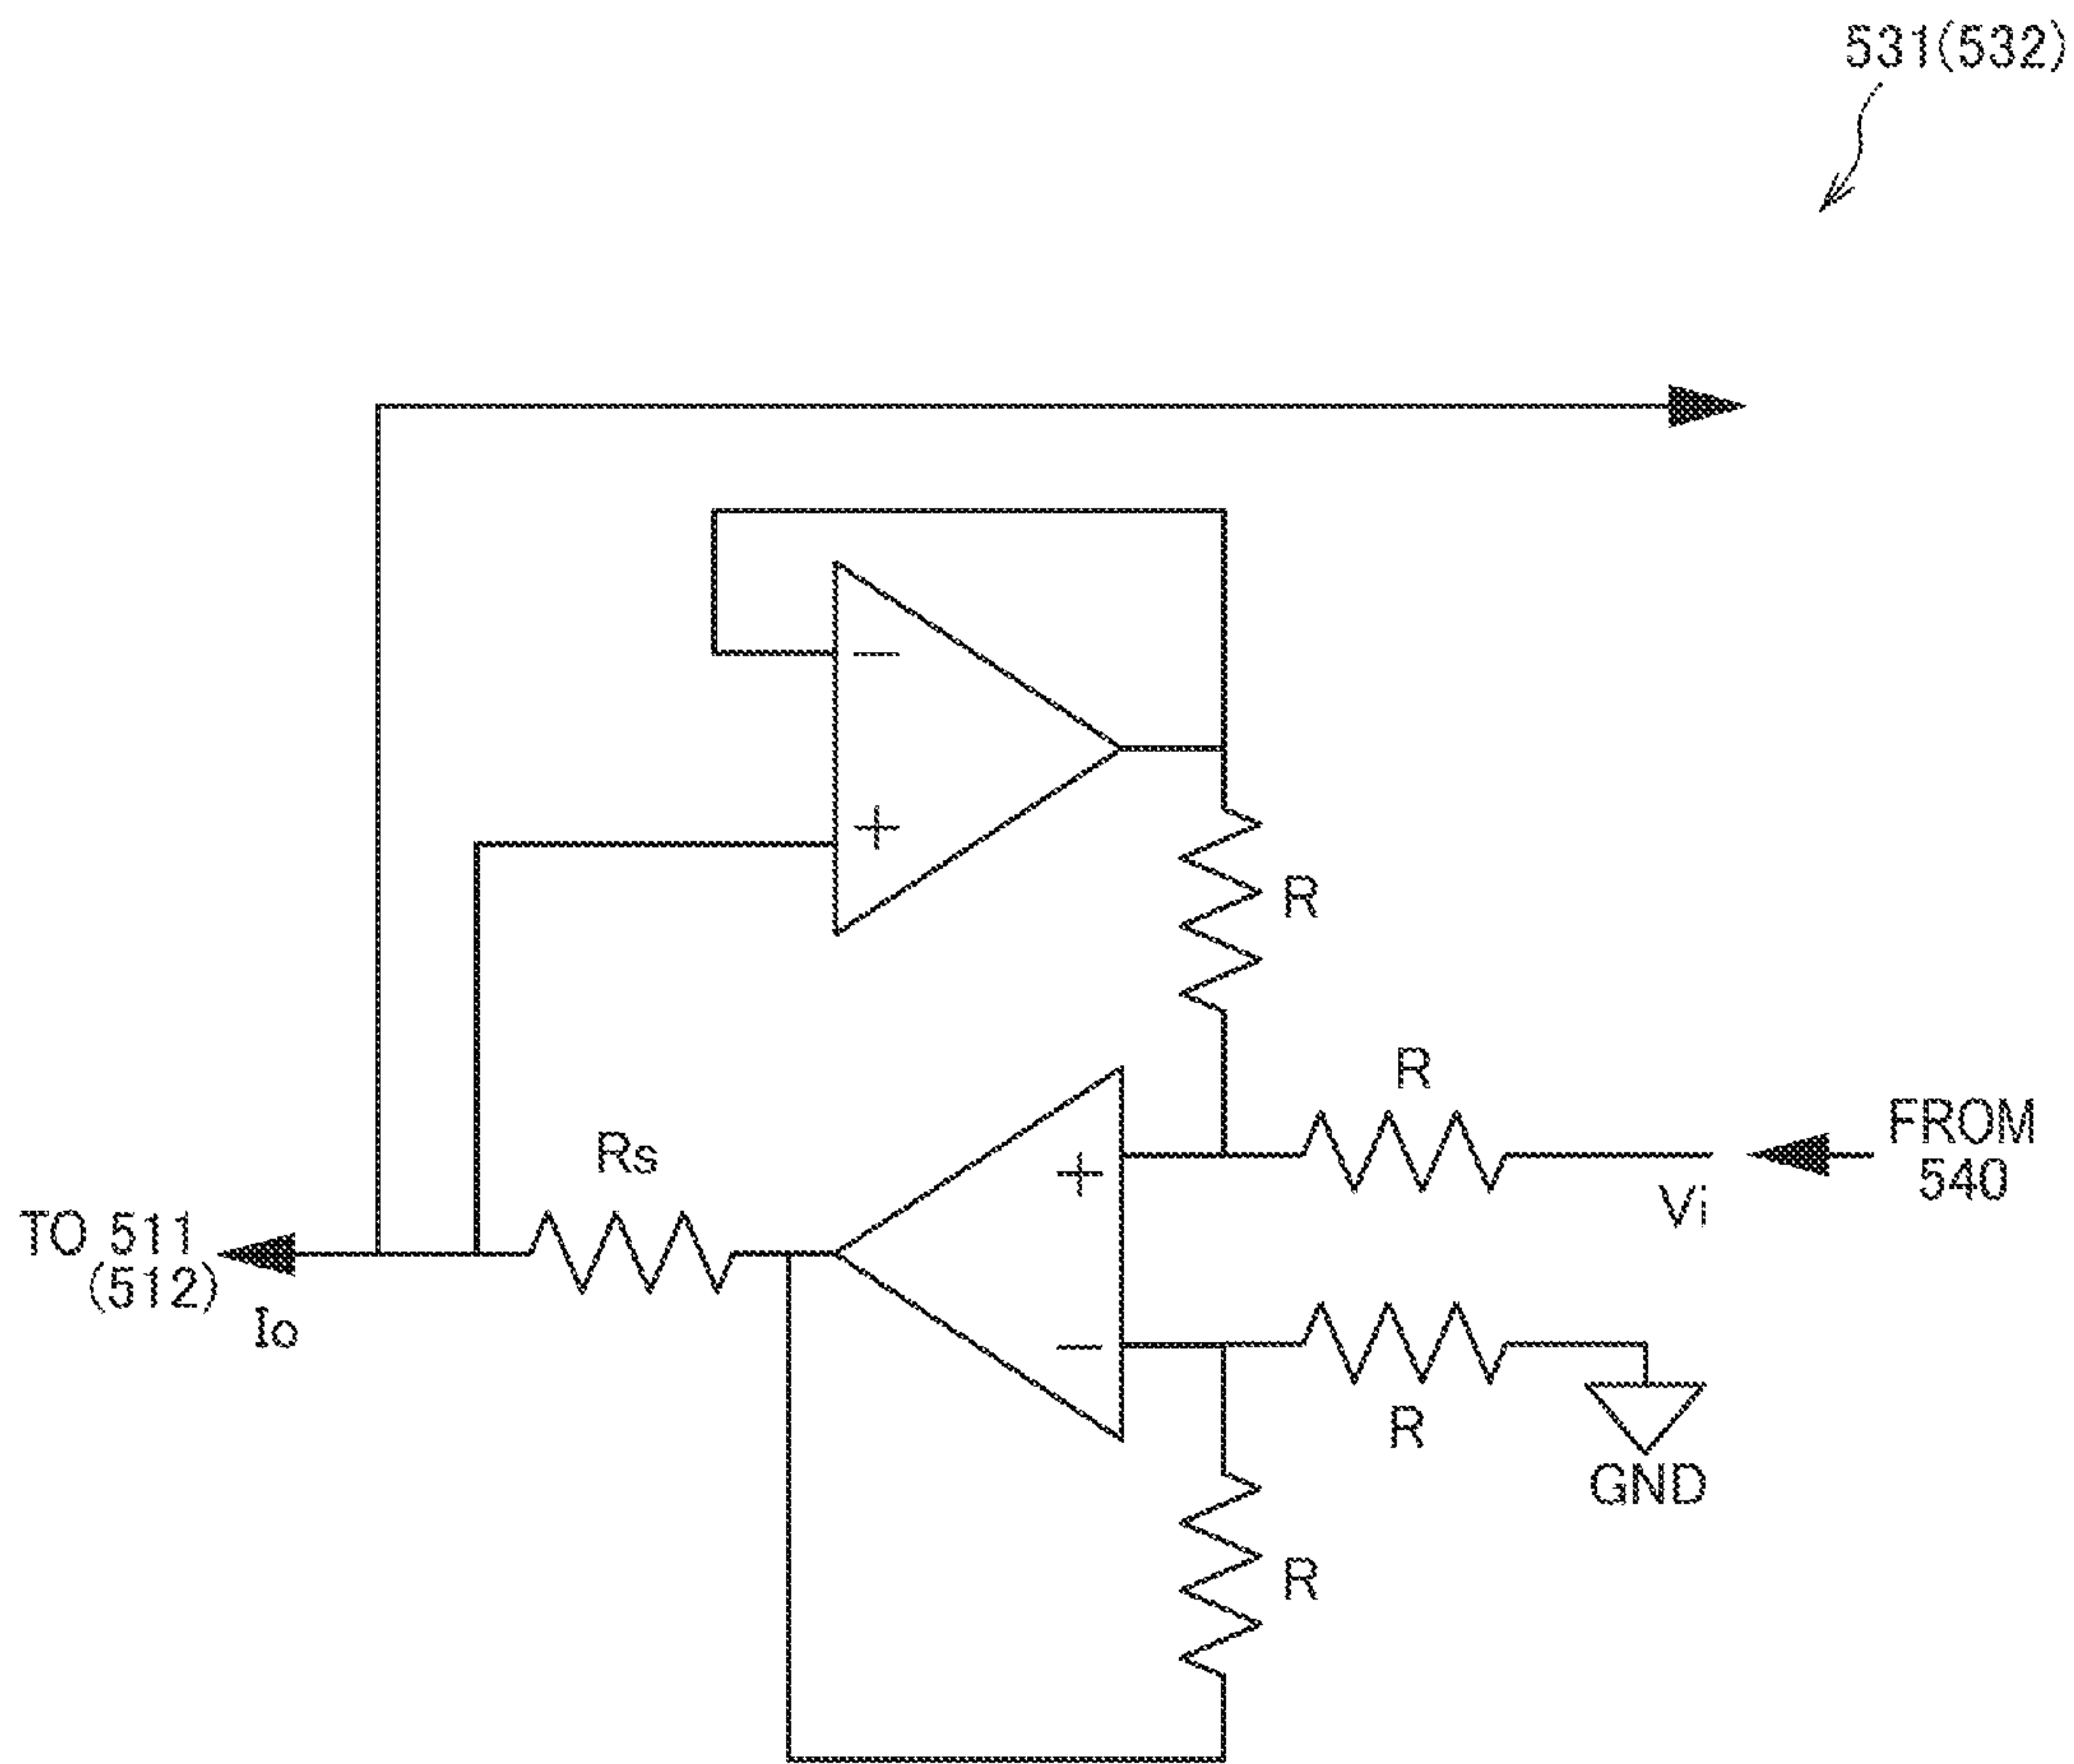 531(532)
−
+
R
R
FROM
540
Rs
+
Vi
TO 511
(512)
Io
−
R
GND
R